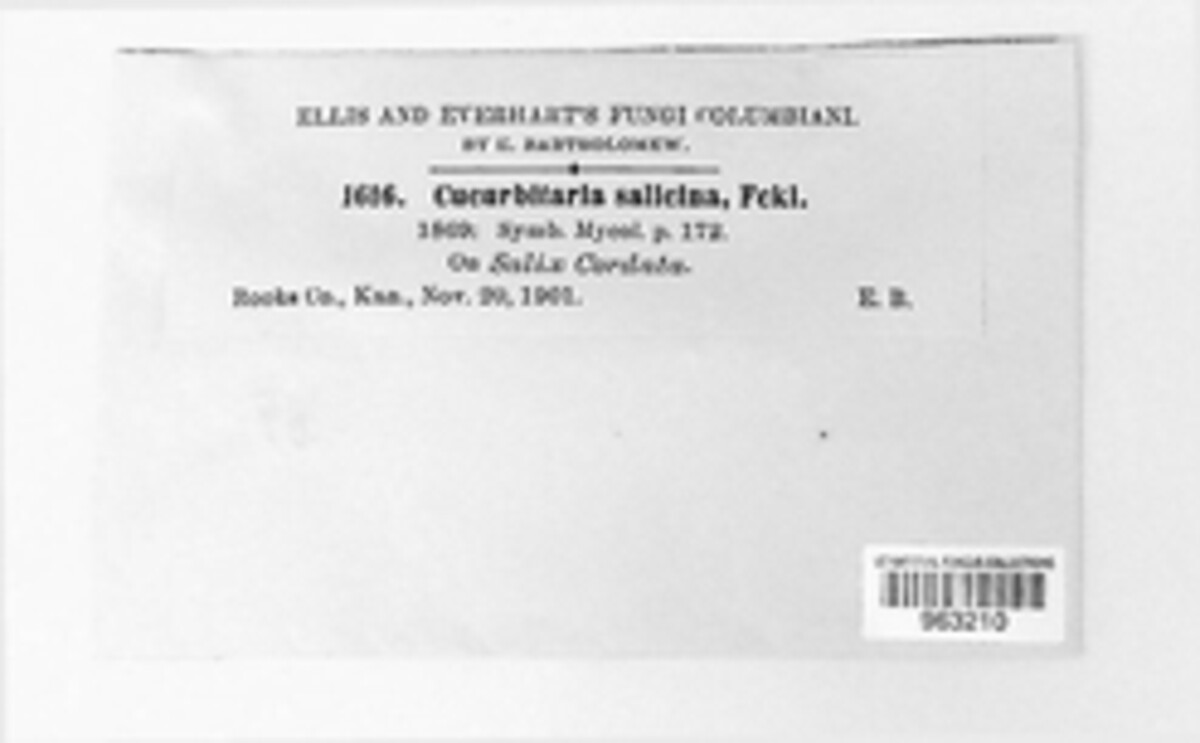 ELLIS AND EVERHART'S FUNGI COLUMBIANI.
BY E. BARTHOLOMEW.
1616. Cucurbitaria salicina, Fckl.
1869: Symb. Mycol. p. 172.
On Salix Cordata.
Rooks Co., Kan., Nov. 1901.
E. B.
963210